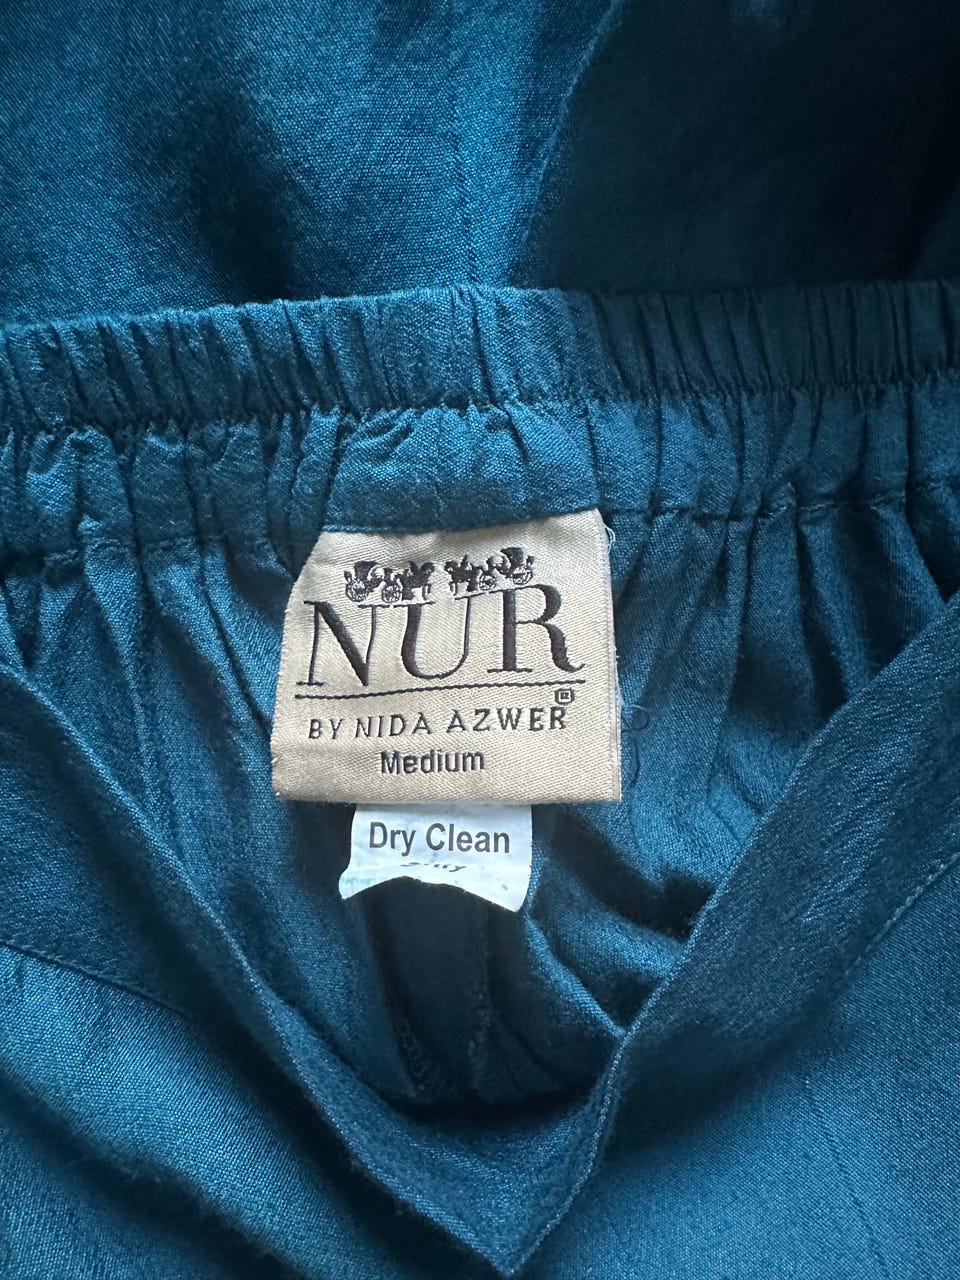 NUR
®
BY NIDA AZWER
Medium
Dry Clean